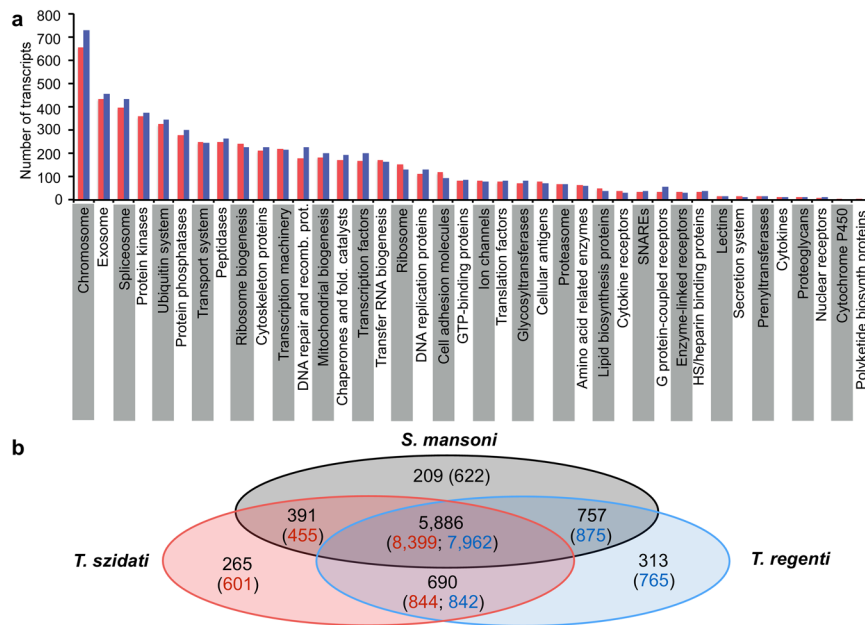 a
Number of transcripts
800
700
600
500
400
300
200
100
0
Chromosome
Exosome
Spliceosome
Protein kinases
Ubiquitin system
Protein phosphatases
Transport system
Peptidases
Ribosome biogenesis
Cytoskeleton proteins
Transcription machinery
DNA repair and recomb. prot.
Mitochondrial biogenesis
Chaperones and fold. catalysts
Transcription factors
Transfer RNA biogenesis
Ribosome
DNA replication proteins
Cell adhesion molecules
GTP-binding proteins
Ion channels
Translation factors
Glycosyltransferases
Cellular antigens
Proteasome
Amino acid related enzymes
Lipid biosynthesis proteins
Cytokine receptors
SNAREs
G protein-coupled receptors
Enzyme-linked receptors
HS/heparin binding proteins
Lectins
Secretion system
Prenyltransferases
Cytokines
Proteoglycans
Nuclear receptors
Cytochrome P450
Polyketide biosynth proteins
b
S. mansoni
209 (622)
391
(455)
5,886
(8,399; 7,962)
757
(875)
T. szidati
265
(601)
690
(844; 842)
313
(765)
T. regenti